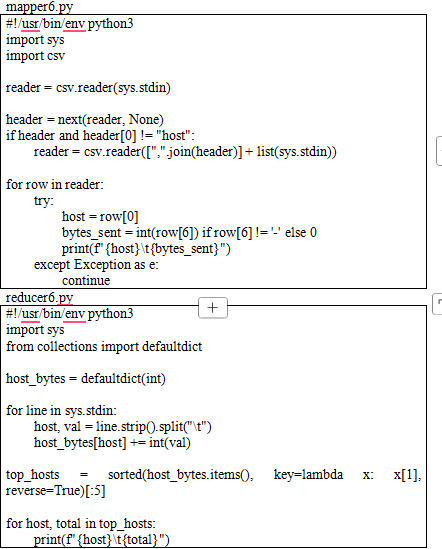 mapper6.py
#!/usr/bin/env python3
import sys
import csv
reader = csv.reader(sys.stdin)
header = next(reader, None)
if header and header[0] != "host":
reader = csv.reader([",".join(header)] + list(sys.stdin))
for row in reader:
try:
host = row[0]
bytes_sent = int(row[6]) if row[6] != '-' else 0
print(f"{host}\t{bytes_sent}")
except Exception as e:
continue
reducer6.py
#!/usr/bin/env python3
import sys
from collections import defaultdict
host_bytes = defaultdict(int)
for line in sys.stdin:
host, val = line.strip().split("\t")
host_bytes[host] += int(val)
top_hosts = sorted(host_bytes.items(), key=lambda x: x[1],
reverse=True)[:5]
for host, total in top_hosts:
print(f"{host}\t{total}")